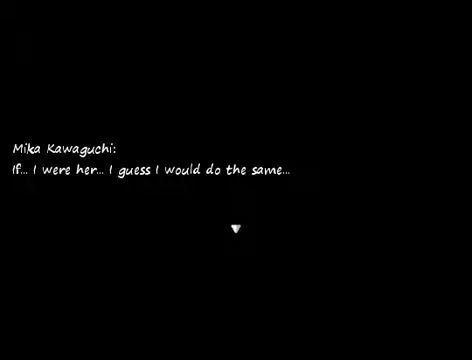 Mika Kawaguchi:
If... I were her... I guess I would do the same...